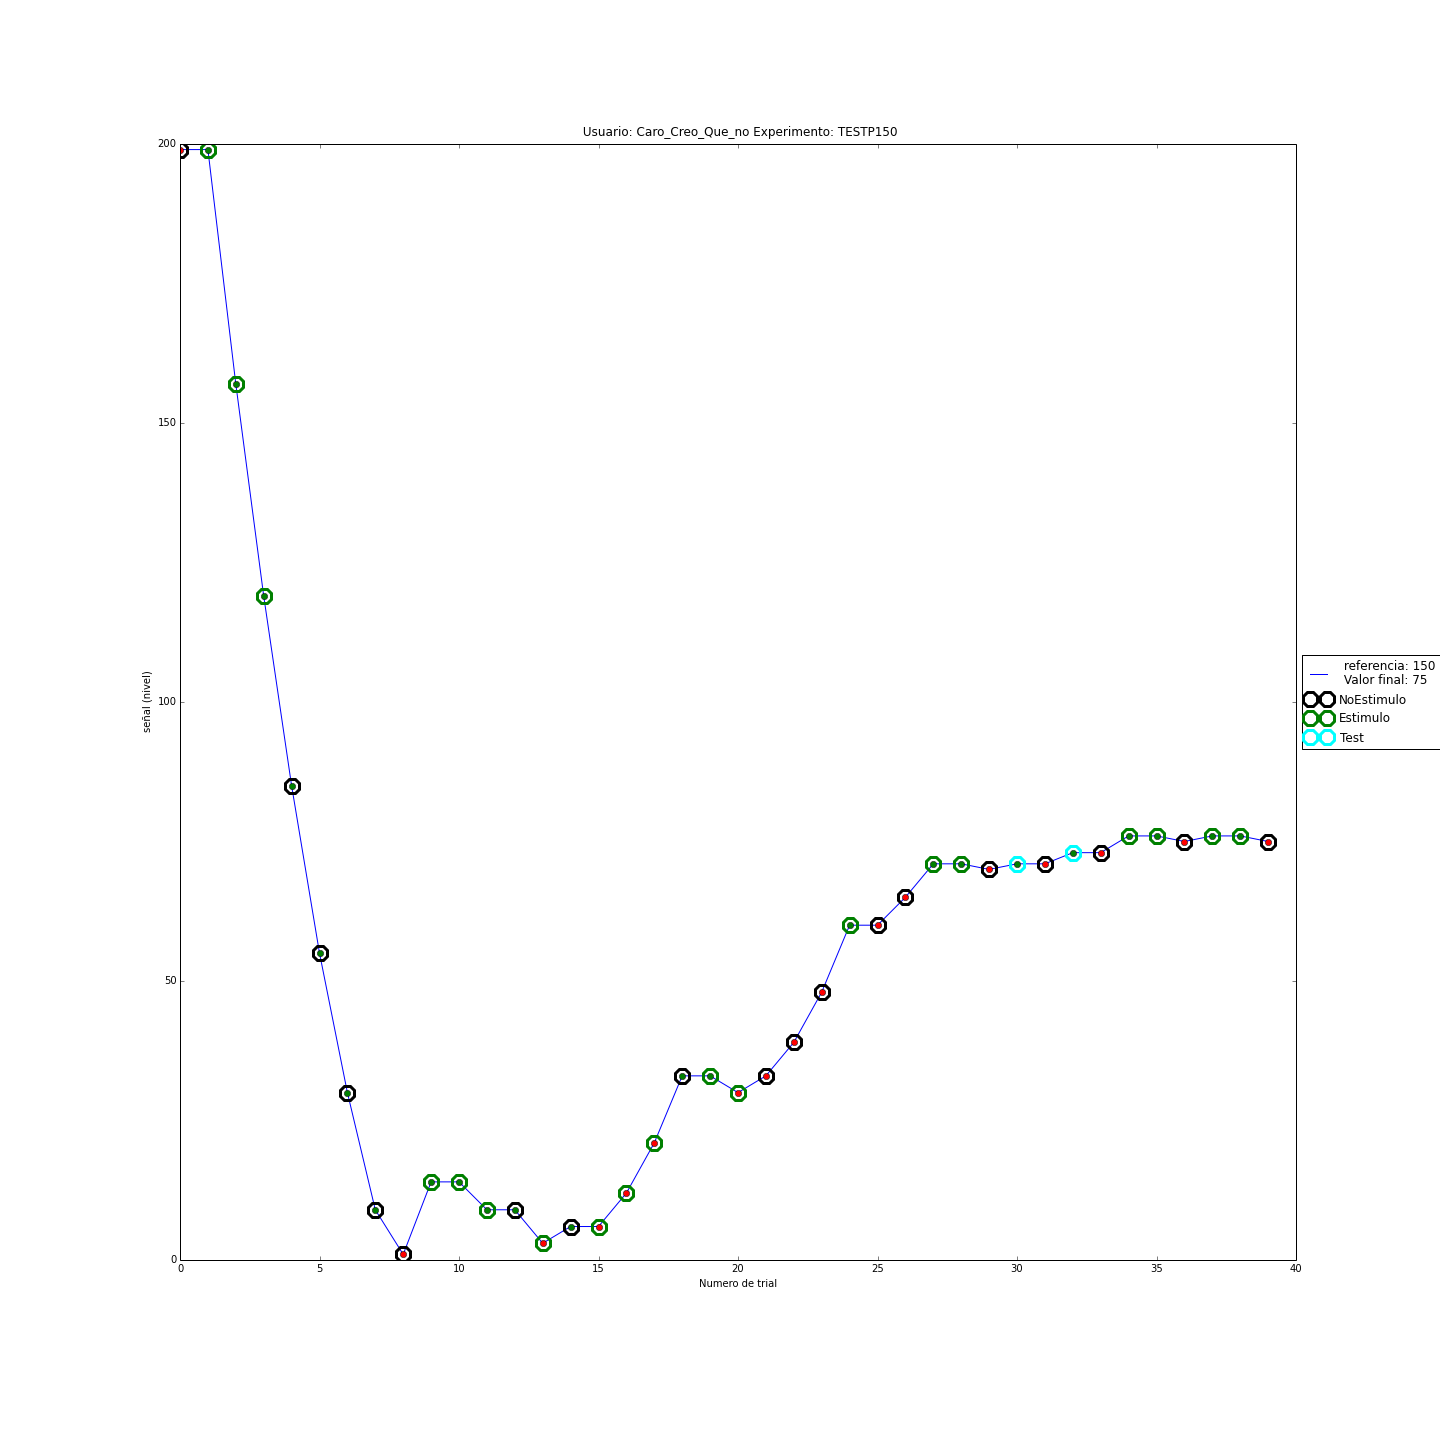 Usuario: Caro_Creo_Que_no Experimento: TESTP150
200
150
100
50
0
señal (nivel)
0 5 10 15 20 25 30 35 40
Numero de trial
referencia: 150
Valor final: 75
NoEstimulo
Estimulo
Test